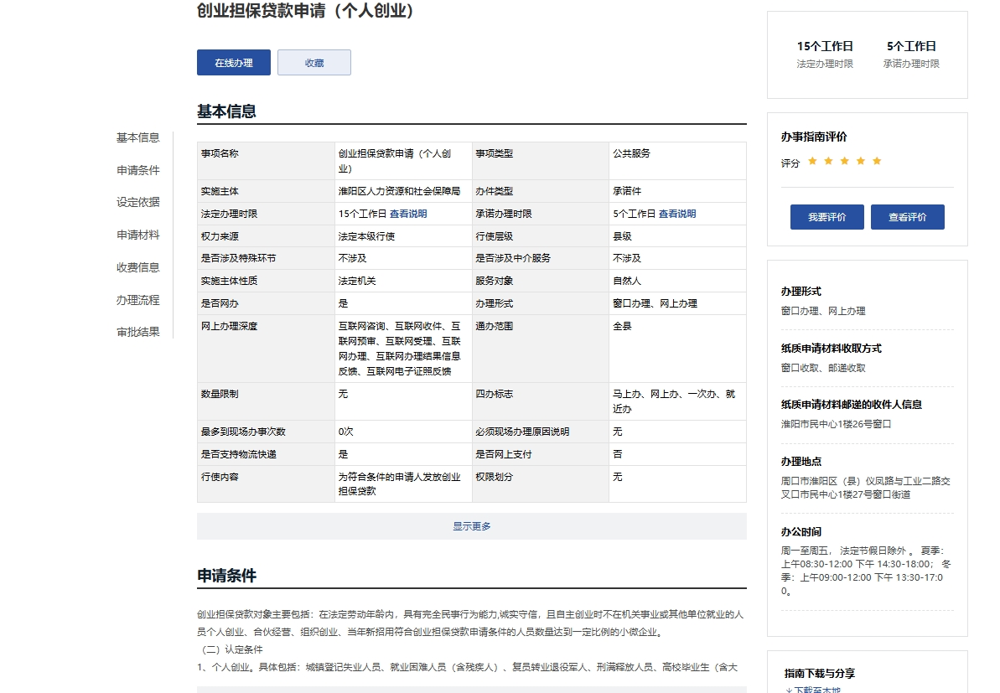 创业担保贷款申请（个人创业）
在线办理
收藏
基本信息
申请条件
设定依据
申请材料
收费信息
办理流程
审批结果
基本信息
事项名称 创业担保贷款申请（个人创业） 事项类型 公共服务
实施主体 淮阳区人力资源和社会保障局 办件类型 承诺件
法定办理时限 15个工作日 查看说明 承诺办理时限 5个工作日 查看说明
权力来源 法定本级行使 行使层级 县级
是否涉及特殊环节 不涉及 是否涉及中介服务 不涉及
实施主体性质 法定机关 服务对象 自然人
是否网办 是 办理形式 窗口办理、网上办理
网上办理深度 互联网咨询、互联网收件、互 通办范围 全县
联网预审、互联网受理、互联
网办理、互联网办理结果信息
反馈、互联网电子证照反馈
数量限制 无 四办标志 马上办、网上办、一次办、就
近办
最多到现场办事次数 0次 必须现场办理原因说明 无
是否支持物流快递 是 是否网上支付 否
行使内容 为符合条件的申请人发放创业 权限划分 无
担保贷款
显示更多
申请条件
创业担保贷款对象主要包括：在法定劳动年龄内，具有完全民事行为能力,诚实守信，且自主创业时不在机关事业或其他单位就业的人
员个人创业、合伙经营、组织创业、当年新招用符合创业担保贷款申请条件的人员数量达到一定比例的小微企业。
（二）认定条件
1、个人创业。具体包括：城镇登记失业人员、就业困难人员（含残疾人）、复员转业退役军人、刑满释放人员、高校毕业生（含大
15个工作日 5个工作日
法定办理时限 承诺办理时限
办事指南评价
评分
我要评价 查看评价
办理形式
窗口办理、网上办理
纸质申请材料收取方式
窗口收取、邮递收取
纸质申请材料邮递的收件人信息
淮阳市民中心1楼26号窗口
办理地点
周口市淮阳区（县）仪凤路与工业二路交
叉口市民中心1楼27号窗口街道
办公时间
周一至周五， 法定节假日除外 。 夏季：
上午08:30-12:00 下午 14:30-18:00； 冬
季：上午09:00-12:00 下午 13:30-17:0
0。
指南下载与分享
下载至本地